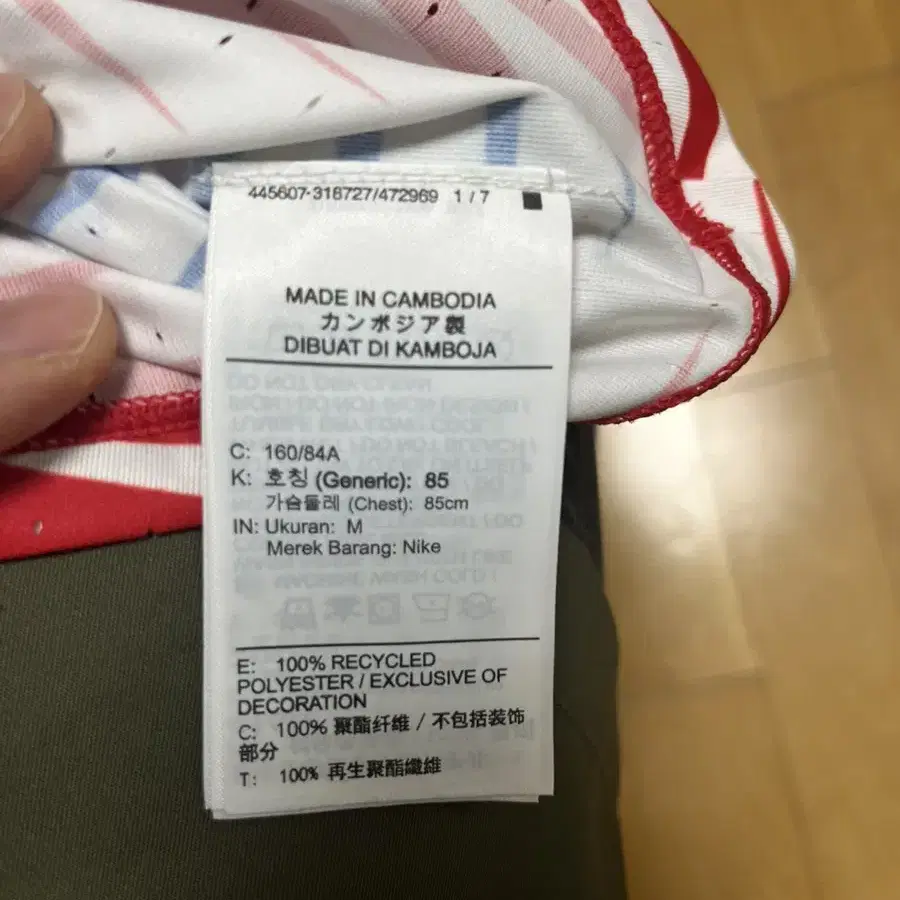 445607-318727/472969 1 / 7
MADE IN CAMBODIA
カンボジア製
DIBUAT DI KAMBOJA
C: 160/84A
K: 호칭 (Generic): 85
가슴둘레 (Chest): 85cm
IN: Ukuran: M
Merek Barang: Nike
E: 100% RECYCLED
POLYESTER / EXCLUSIVE OF
DECORATION
C: 100% 聚酯纤维 / 不包括装饰
部分
T: 100% 再生聚酯纖維